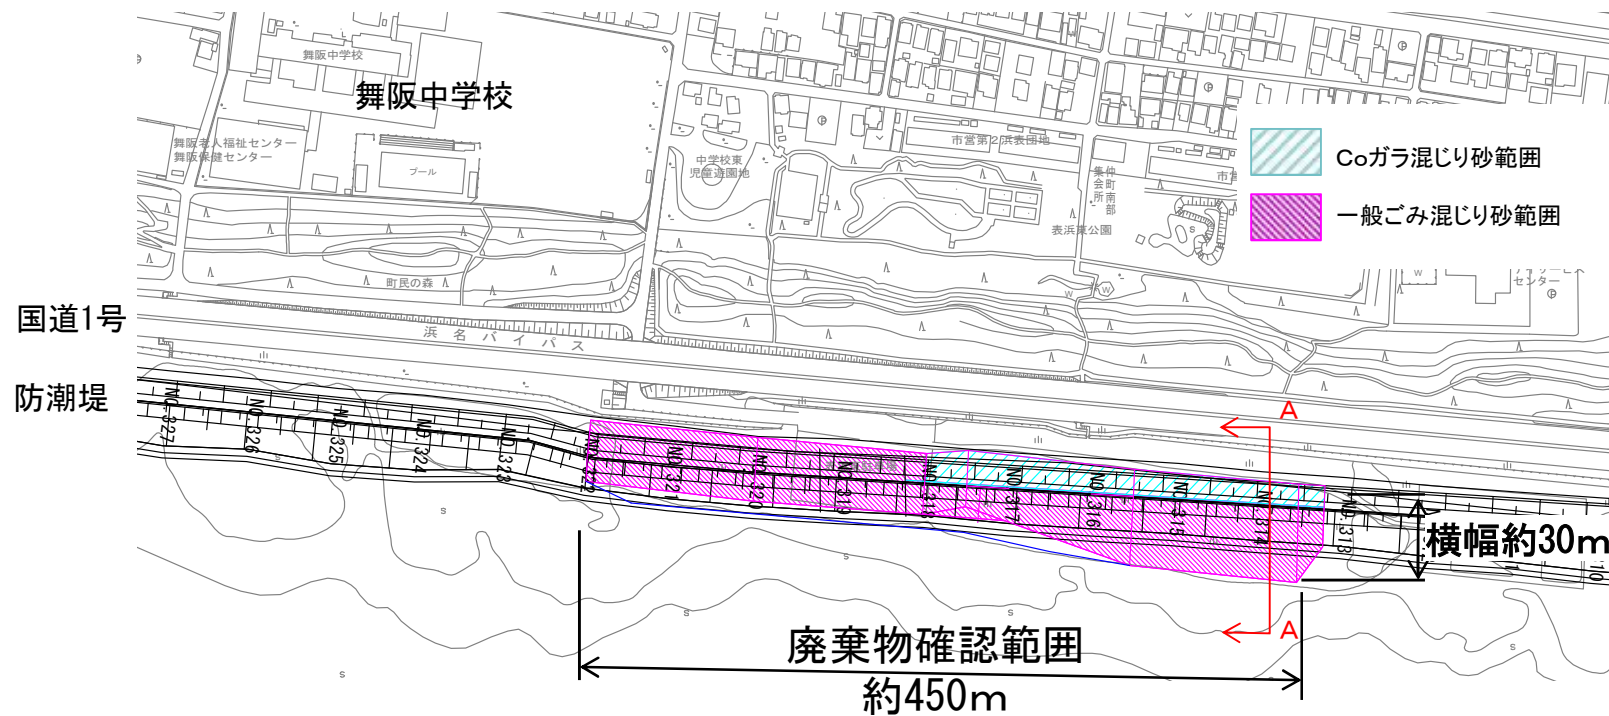 舞阪中学校
舞阪中学校
舞阪老人福祉センター
舞阪保健センター
プール
中学校東
児童遊園地
市営第2浜表団地
仲町南部
集会所
市営
表浜東公園
センター
町民の森
Coガラ混じり砂範囲
一般ごみ混じり砂範囲
国道1号
浜名バイパス
防潮堤
NO.327
NO.326
NO.325
NO.324
NO.323
NO.322
NO.321
NO.320
NO.319
NO.318
NO.317
NO.316
NO.315
NO.314
NO.313
A
A
横幅約30m
廃棄物確認範囲
約450m